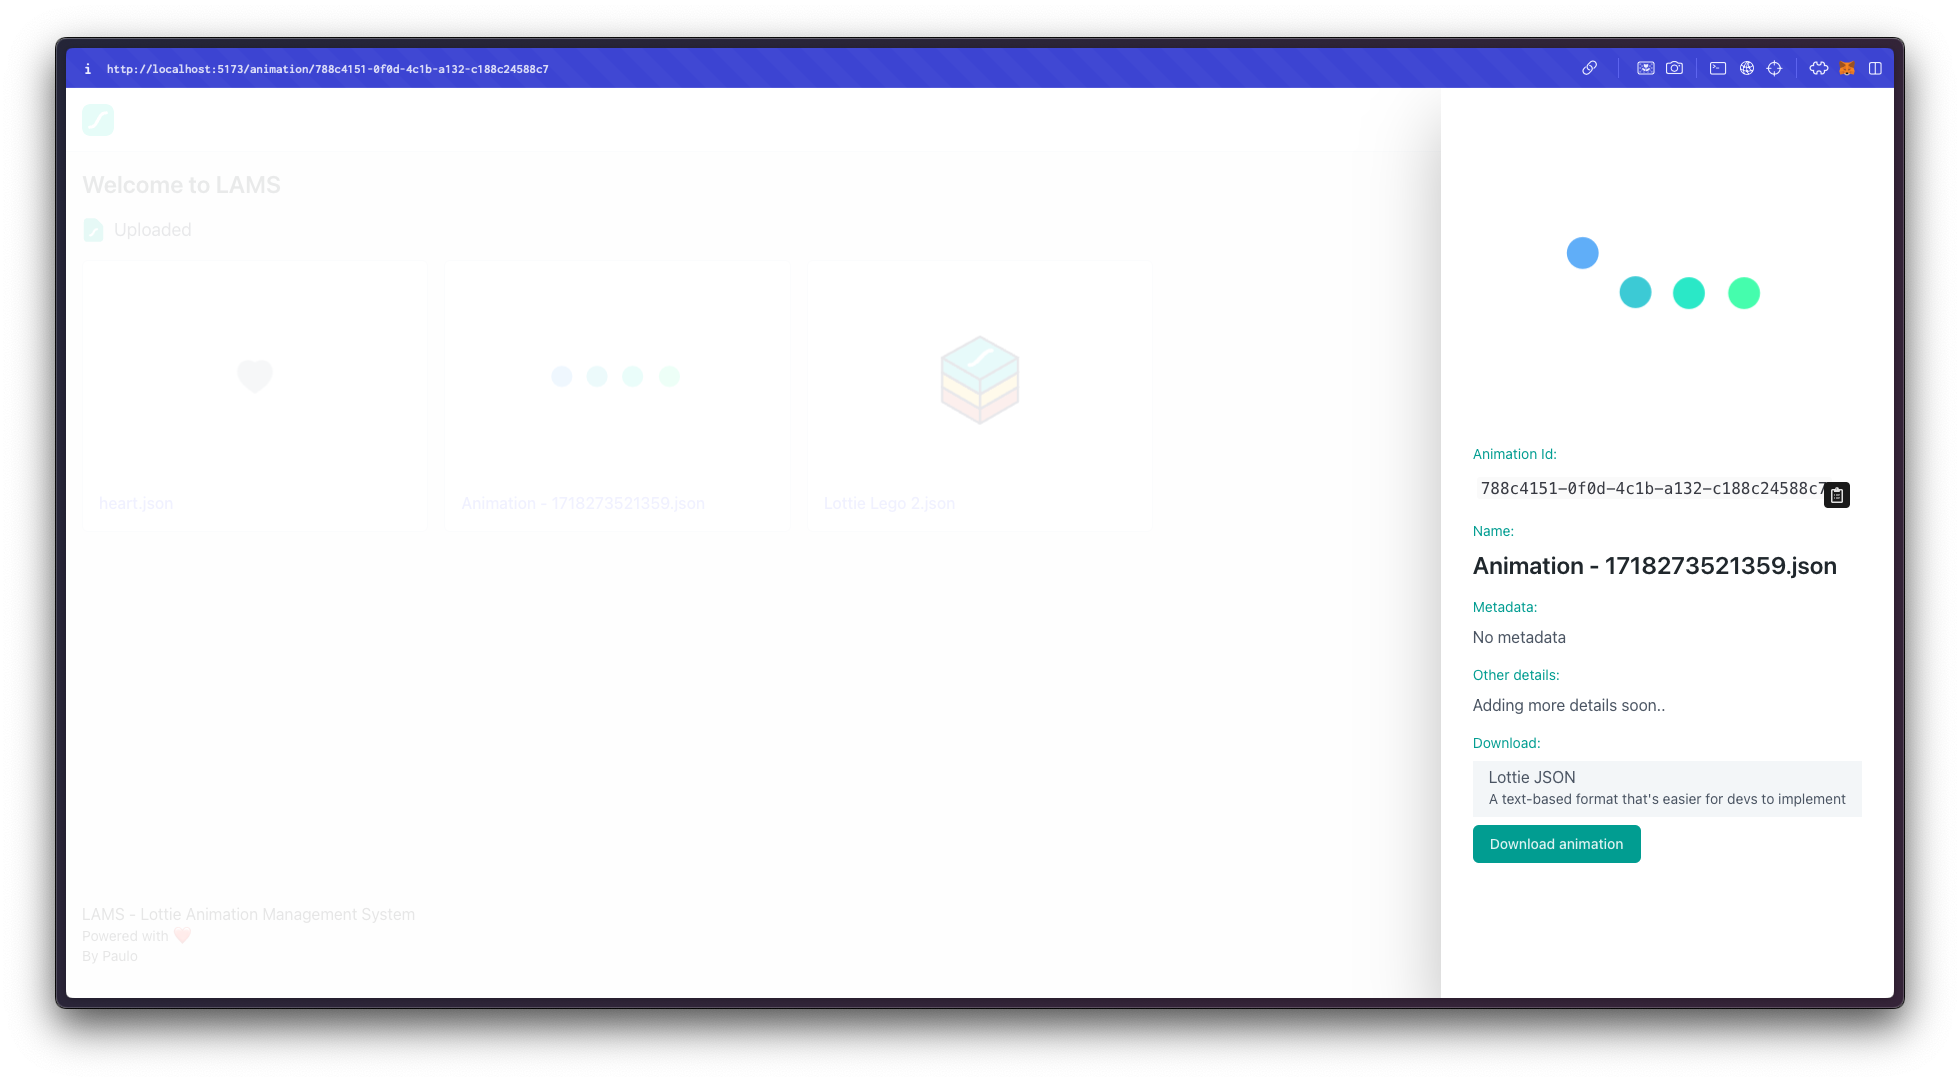 i http://localhost:5173/animation/788c4151-0f0d-4c1b-a132-c188c24588c7
Welcome to LAMS
Uploaded
heart.json
Animation - 1718273521359.json
Lottie Lego 2.json
LAMS - Lottie Animation Management System
Powered with ❤️
By Paulo
Animation Id:
788c4151-0f0d-4c1b-a132-c188c24588c7
Name:
Animation - 1718273521359.json
Metadata:
No metadata
Other details:
Adding more details soon..
Download:
Lottie JSON
A text-based format that's easier for devs to implement
Download animation